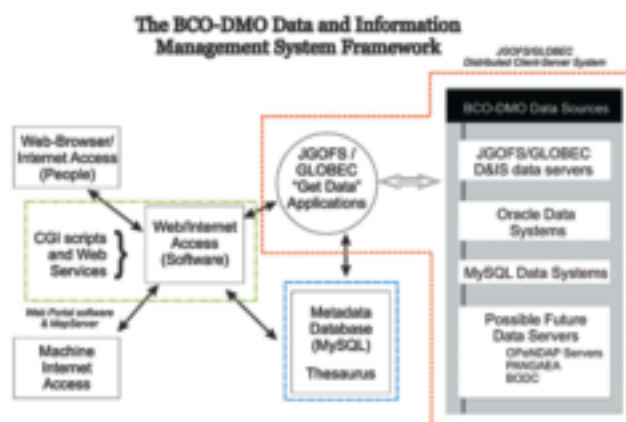 The BCO-DMO Data and Information
Management System Framework
JGOFS/GLOBEC
Distributed Client-Server System
BCO-DMO Data Sources
Web-Browser/
Internet Access
(People)
JGOFS /
GLOBEC
"Get Data"
Applications
JGOFS/GLOBEC
D&IS data servers
CGI scripts
and Web
Services
Web/Internet
Access
(Software)
Oracle Data
Systems
MySQL Data Systems
Web Portal software
& MapServer
Machine
Internet
Access
Metadata
Database
(MySQL)
Thesaurus
Possible Future
Data Servers
OPeNDAP Servers
PANGAEA
BODC